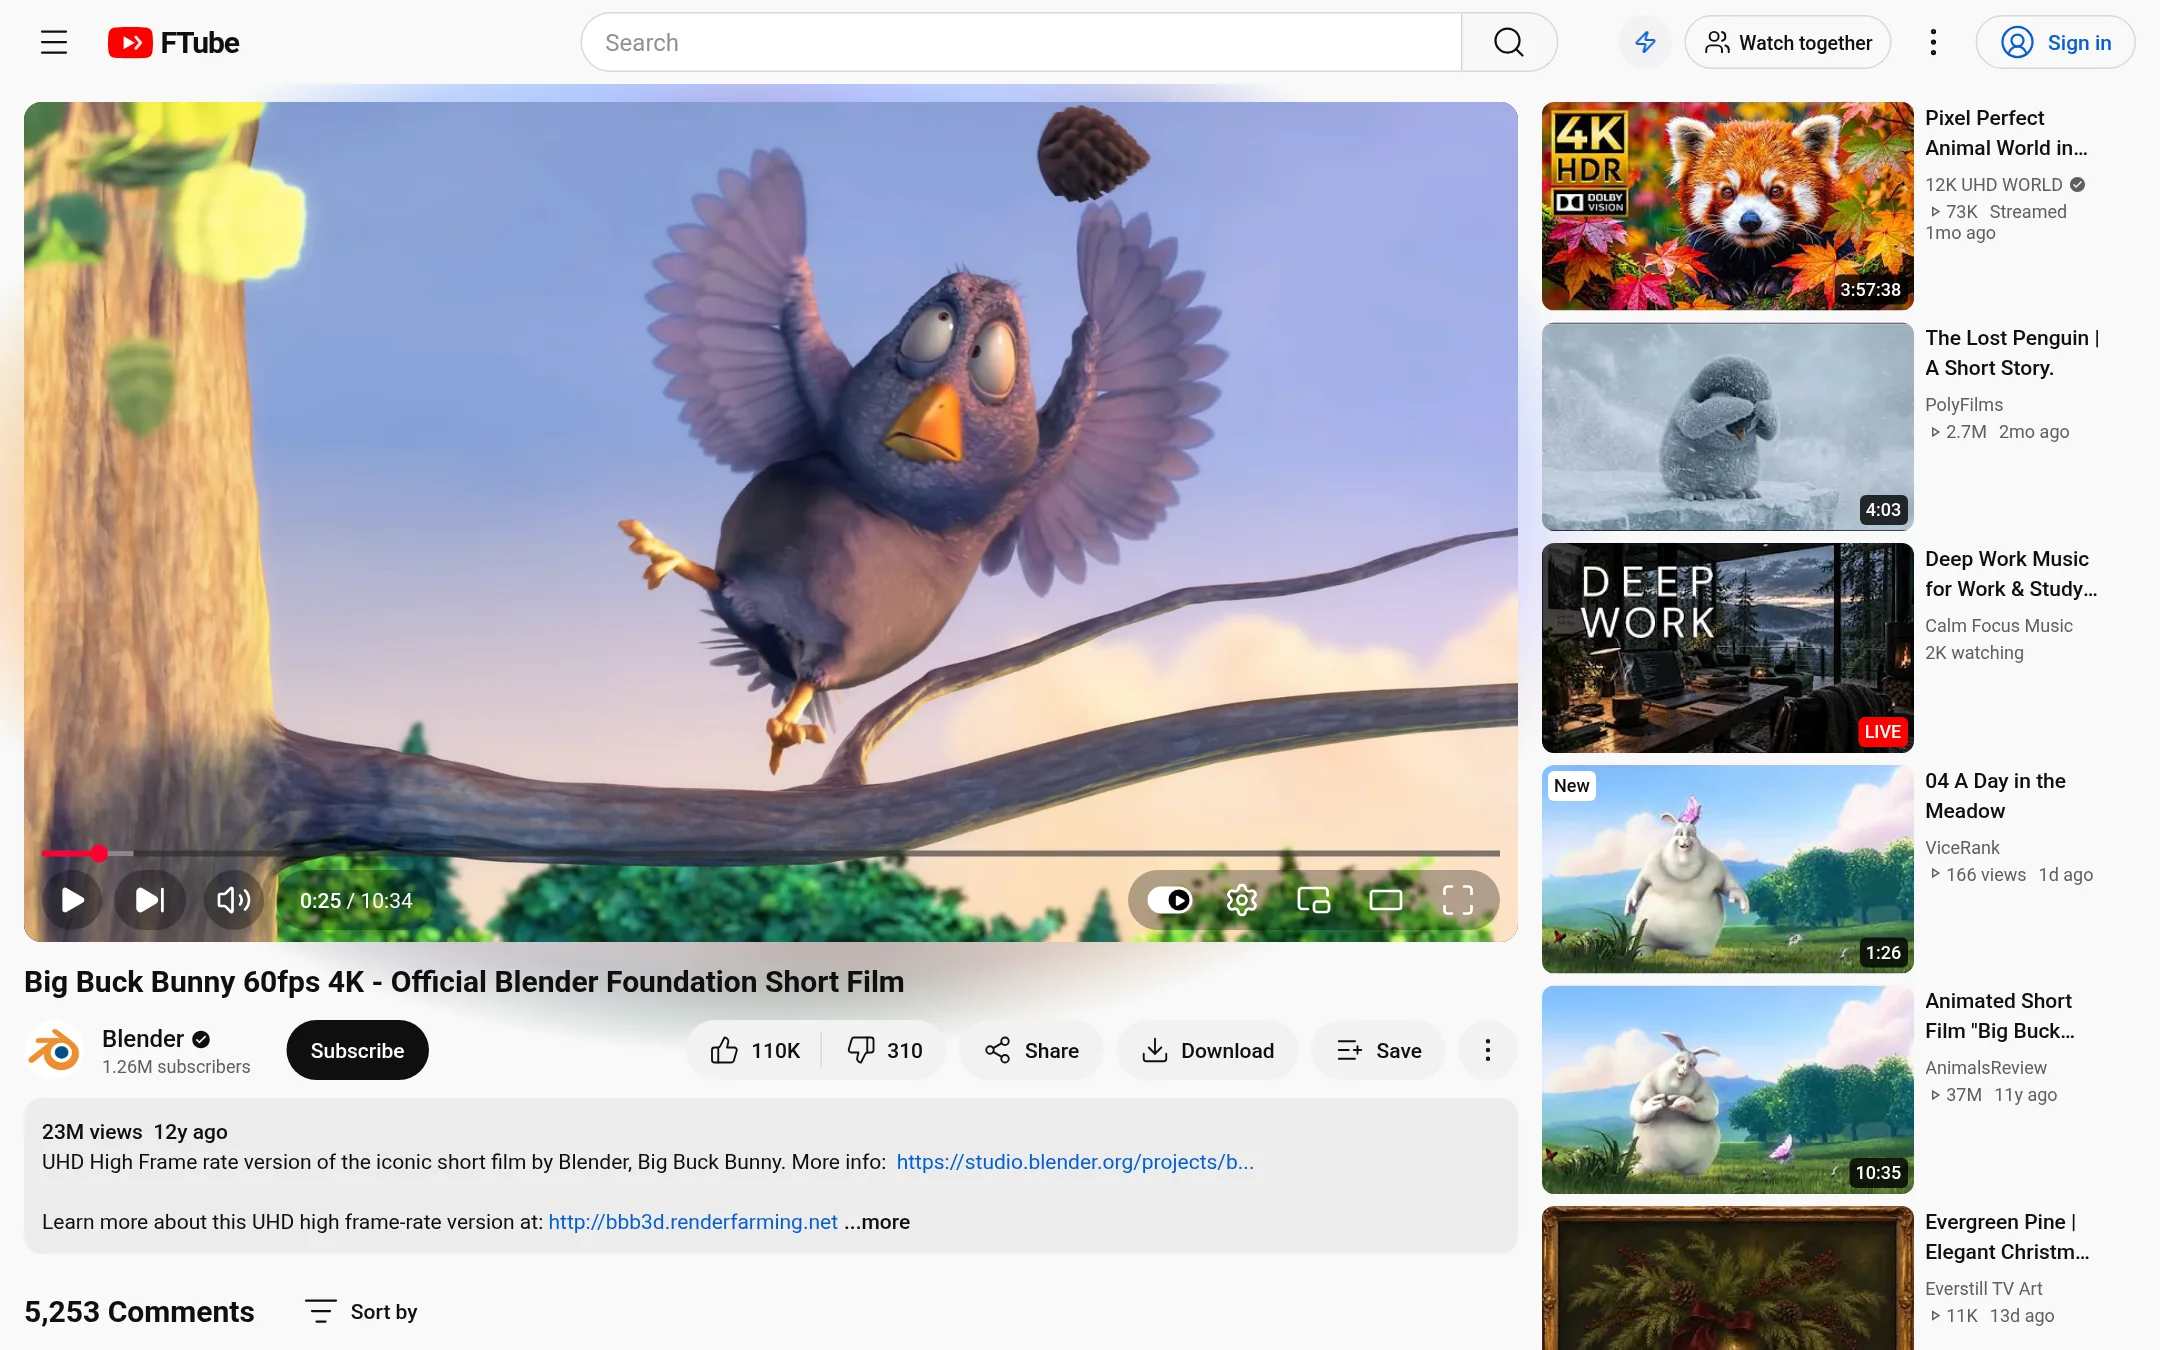 FTube
Search
Watch together
Sign in
0:25 / 10:34
Big Buck Bunny 60fps 4K - Official Blender Foundation Short Film
Blender
1.26M subscribers
Subscribe
110K
310
Share
Download
Save
23M views 12y ago
UHD High Frame rate version of the iconic short film by Blender, Big Buck Bunny. More info: https://studio.blender.org/projects/b...
Learn more about this UHD high frame-rate version at: http://bbb3d.renderfarming.net ...more
5,253 Comments
Sort by
4K
HDR
DOLBY
VISION
3:57:38
Pixel Perfect
Animal World in...
12K UHD WORLD
73K Streamed
1mo ago
4:03
The Lost Penguin |
A Short Story.
PolyFilms
2.7M 2mo ago
DEEP
WORK
LIVE
Deep Work Music
for Work & Study...
Calm Focus Music
2K watching
New
1:26
04 A Day in the
Meadow
ViceRank
166 views 1d ago
10:35
Animated Short
Film "Big Buck...
AnimalsReview
37M 11y ago
Evergreen Pine |
Elegant Christm...
Everstill TV Art
11K 13d ago